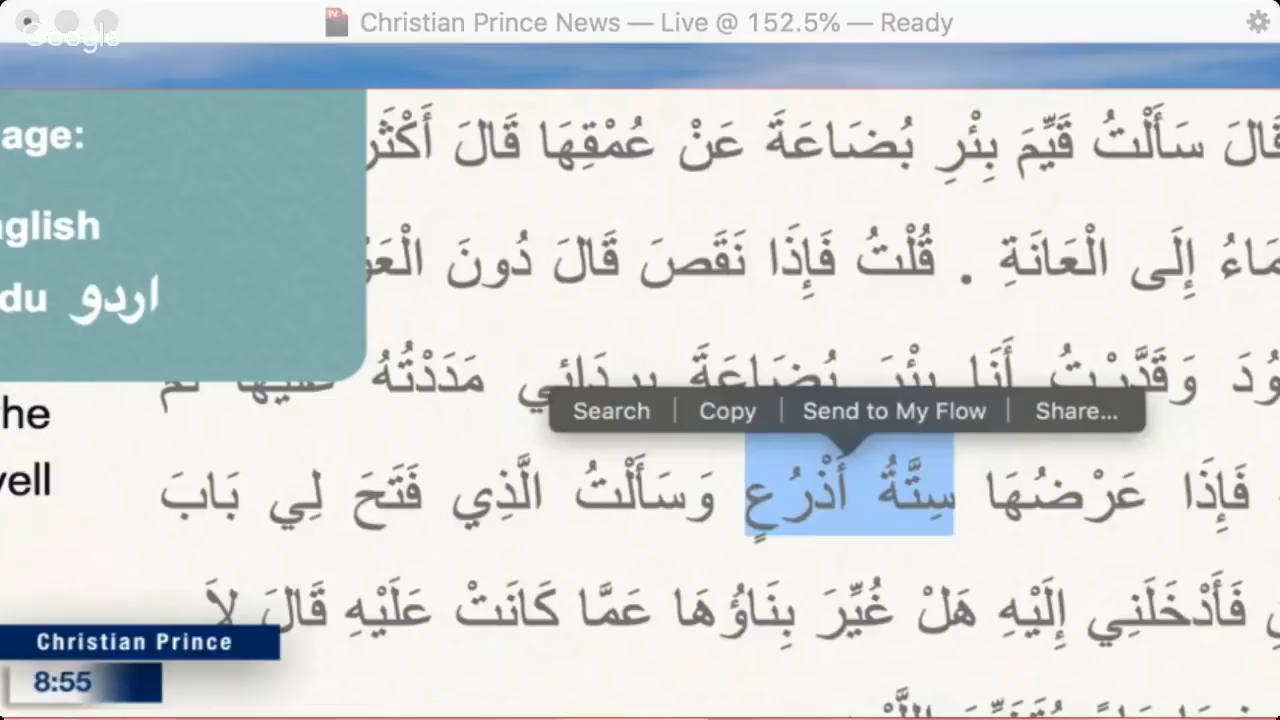 Christian Prince News — Live @ 152.5% — Ready
Google
age:
nglish
du اردو
he
vell
قَالَ سَأَلْتُ قَيِّمَ بِئْرِ بُضَاعَةَ عَنْ عُمْقِهَا قَالَ أَكْثَر
مَاءُ إِلَى الْعَانَةِ . قُلْتُ فَإِذَا نَقَصَ قَالَ دُونَ الْعَوْ
وُدَ وَقَدَّرْتُ أَنَا بِئْرَ بُضَاعَةَ بِرِدَائِي مَدَدْتُهُ عَلَيْهَا ثُمَّ
Search Copy Send to My Flow Share...
فَإِذَا عَرْضُهَا سِتَّةُ أَذْرُعٍ وَسَأَلْتُ الَّذِي فَتَحَ لِي بَابَ
فَأَدْخَلَنِي إِلَيْهِ هَلْ غُيِّرَ بِنَاؤُهَا عَمَّا كَانَتْ عَلَيْهِ قَالَ لاَ
Christian Prince
8:55